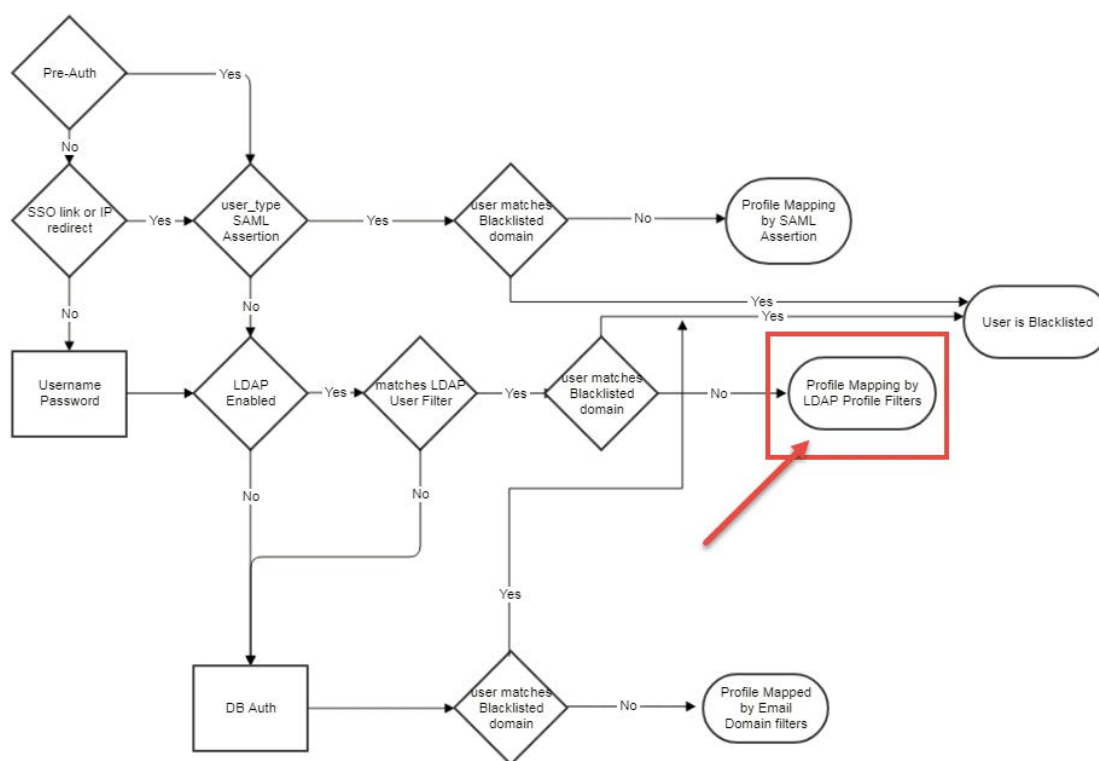 Pre-Auth
Yes
No
SSO link or IP
redirect
Yes
user_type
SAML
Assertion
Yes
user matches
Blacklisted
domain
No
Profile Mapping
by SAML
Assertion
No
No
Yes
Yes
User is Blacklisted
Username
Password
LDAP
Enabled
Yes
matches LDAP
User Filter
Yes
user matches
Blacklisted
domain
No
Profile Mapping by
LDAP Profile Filters
No
No
Yes
DB Auth
user matches
Blacklisted
domain
No
Profile Mapped
by Email
Domain filters